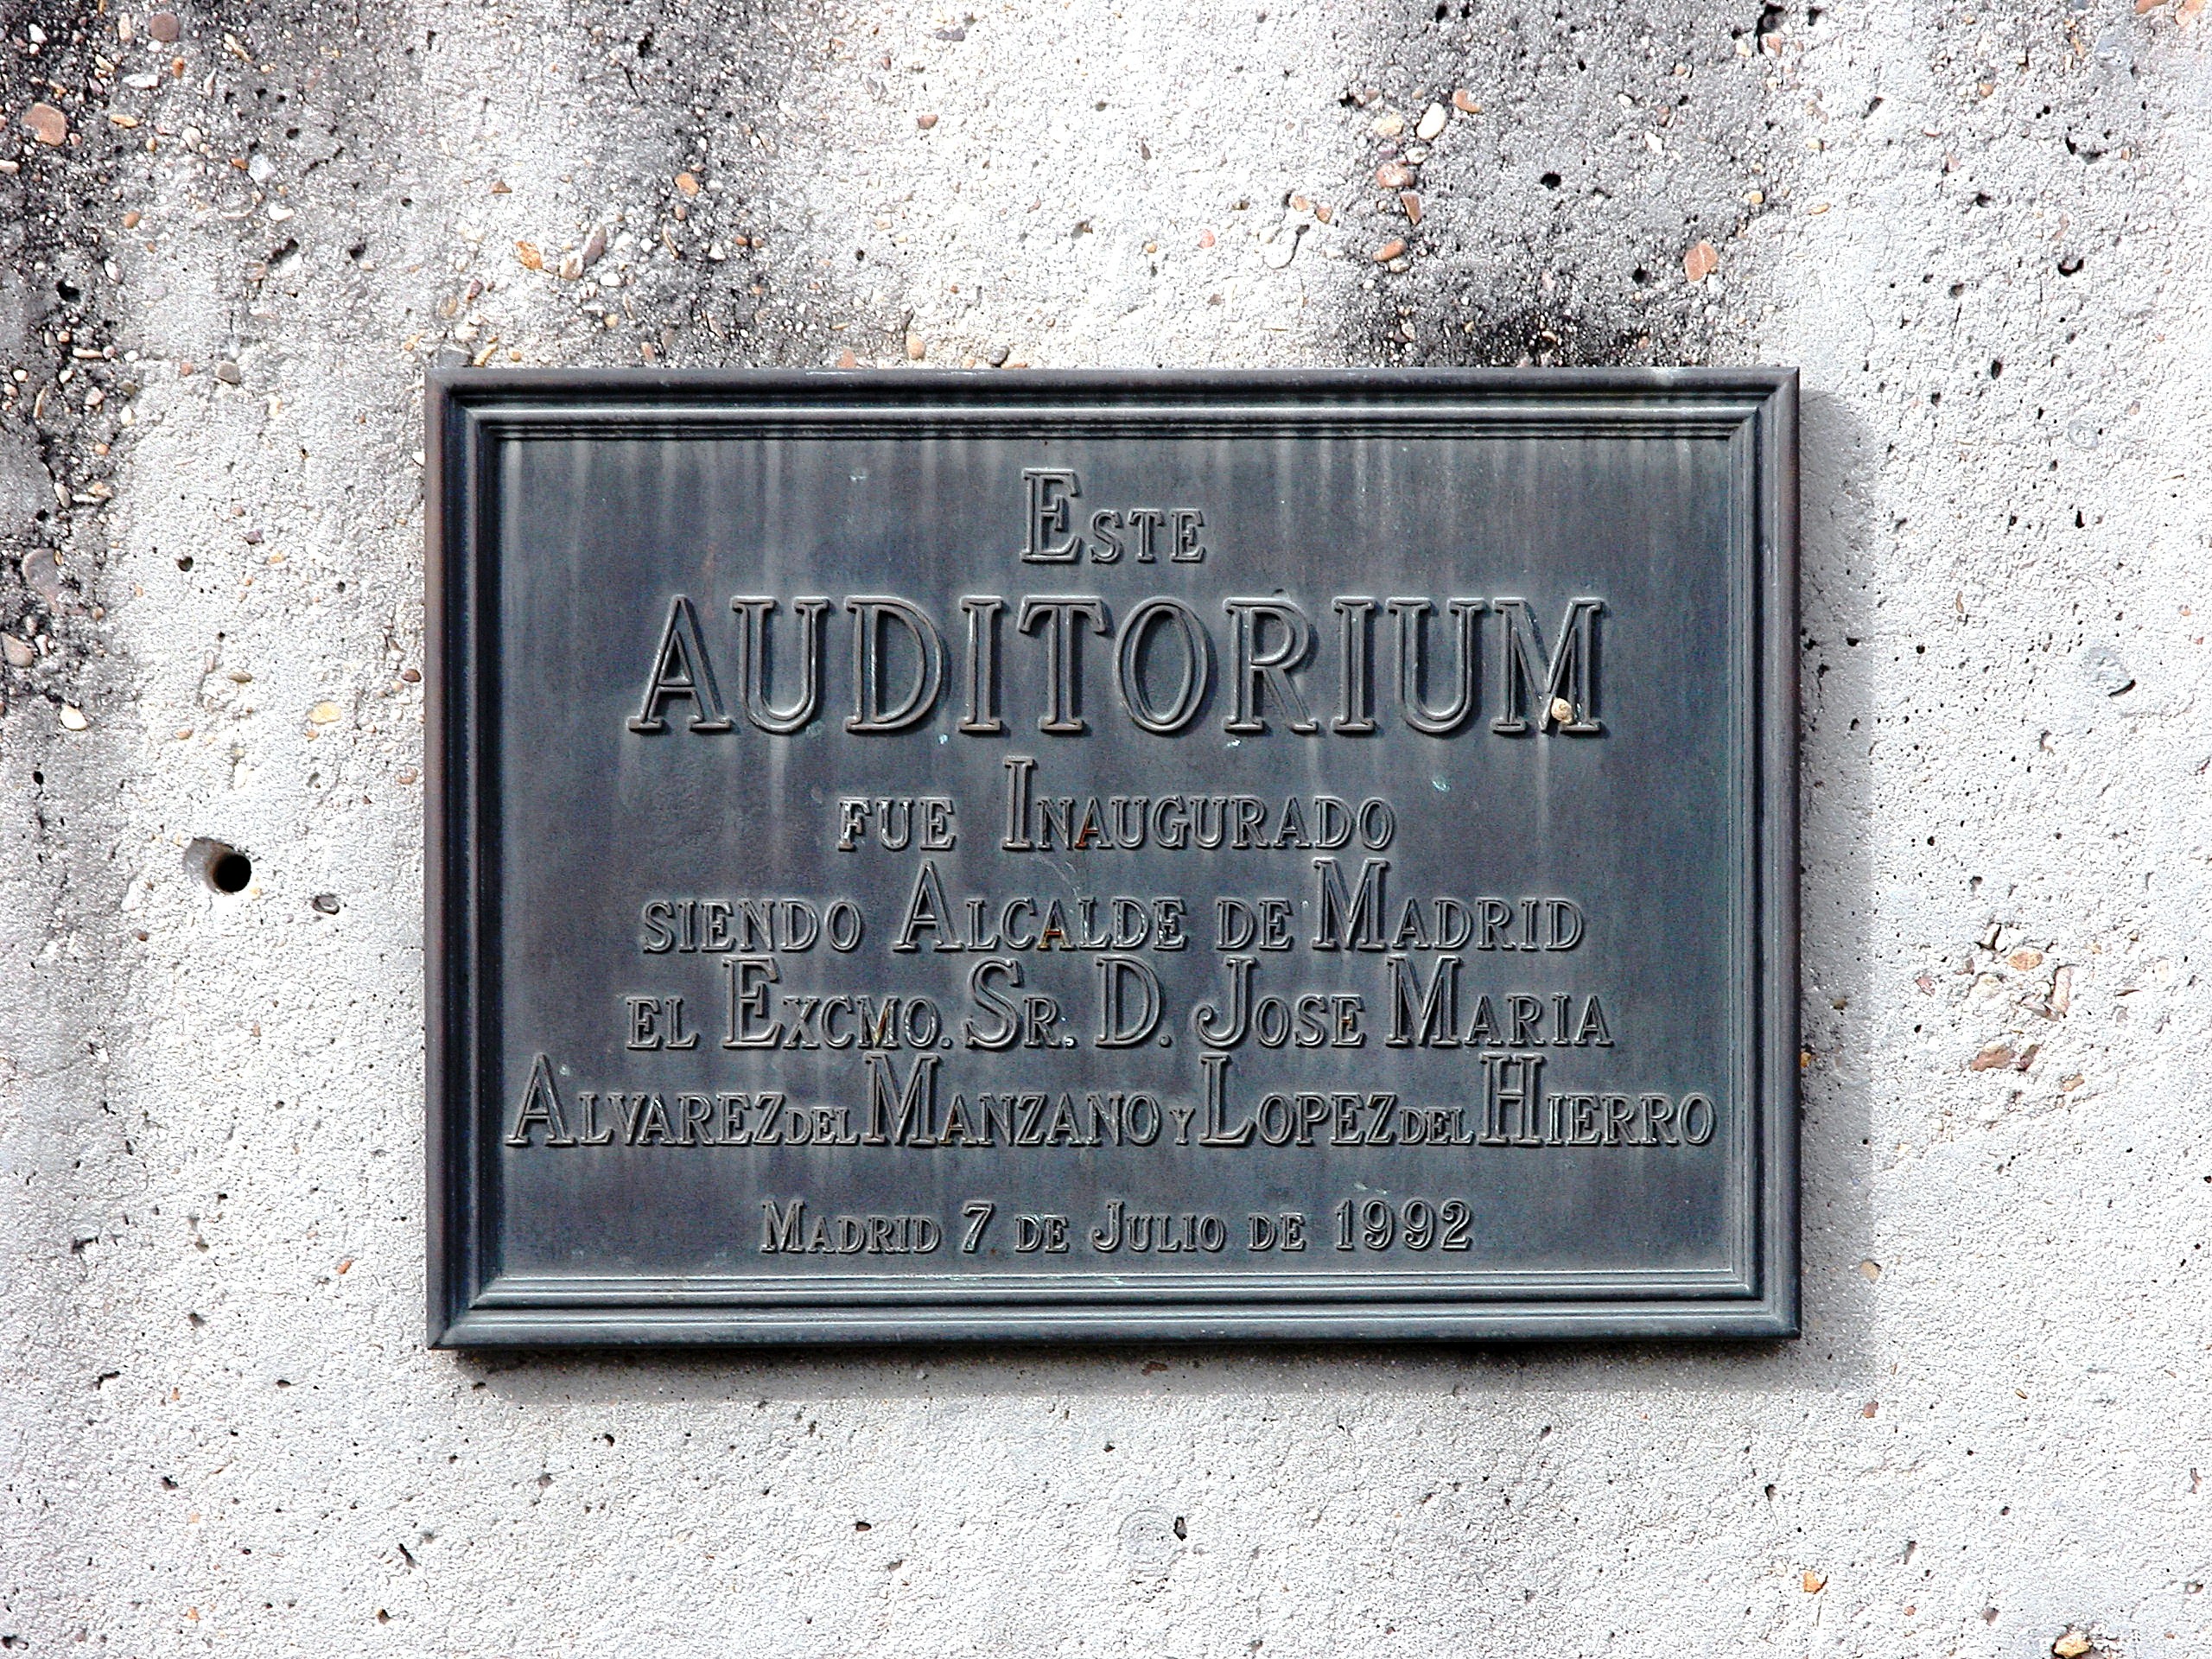 Este
AUDITORIUM
fue Inaugurado
siendo Alcalde de Madrid
el Excmo. Sr. D. Jose Maria
Alvarez del Manzano y Lopez del Hierro
Madrid 7 de Julio de 1992